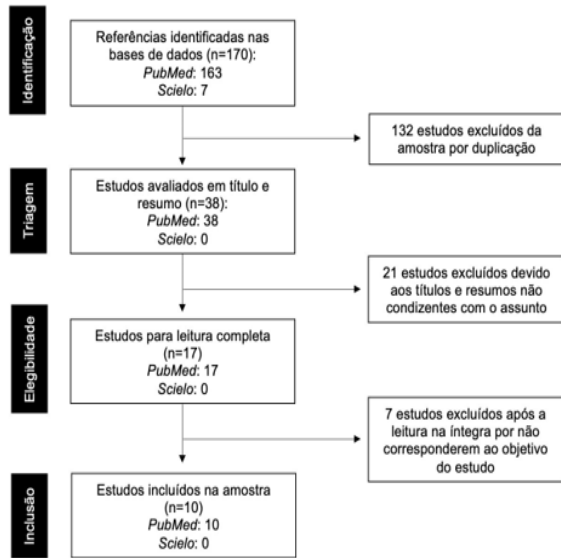 Identificação
Referências identificadas nas
bases de dados (n=170):
PubMed: 163
Scielo: 7
132 estudos excluídos da
amostra por duplicação
Triagem
Estudos avaliados em título e
resumo (n=38):
PubMed: 38
Scielo: 0
21 estudos excluídos devido
aos títulos e resumos não
condizentes com o assunto
Elegibilidade
Estudos para leitura completa
(n=17)
PubMed: 17
Scielo: 0
7 estudos excluídos após a
leitura na íntegra por não
corresponderem ao objetivo
do estudo
Inclusão
Estudos incluídos na amostra
(n=10)
PubMed: 10
Scielo: 0